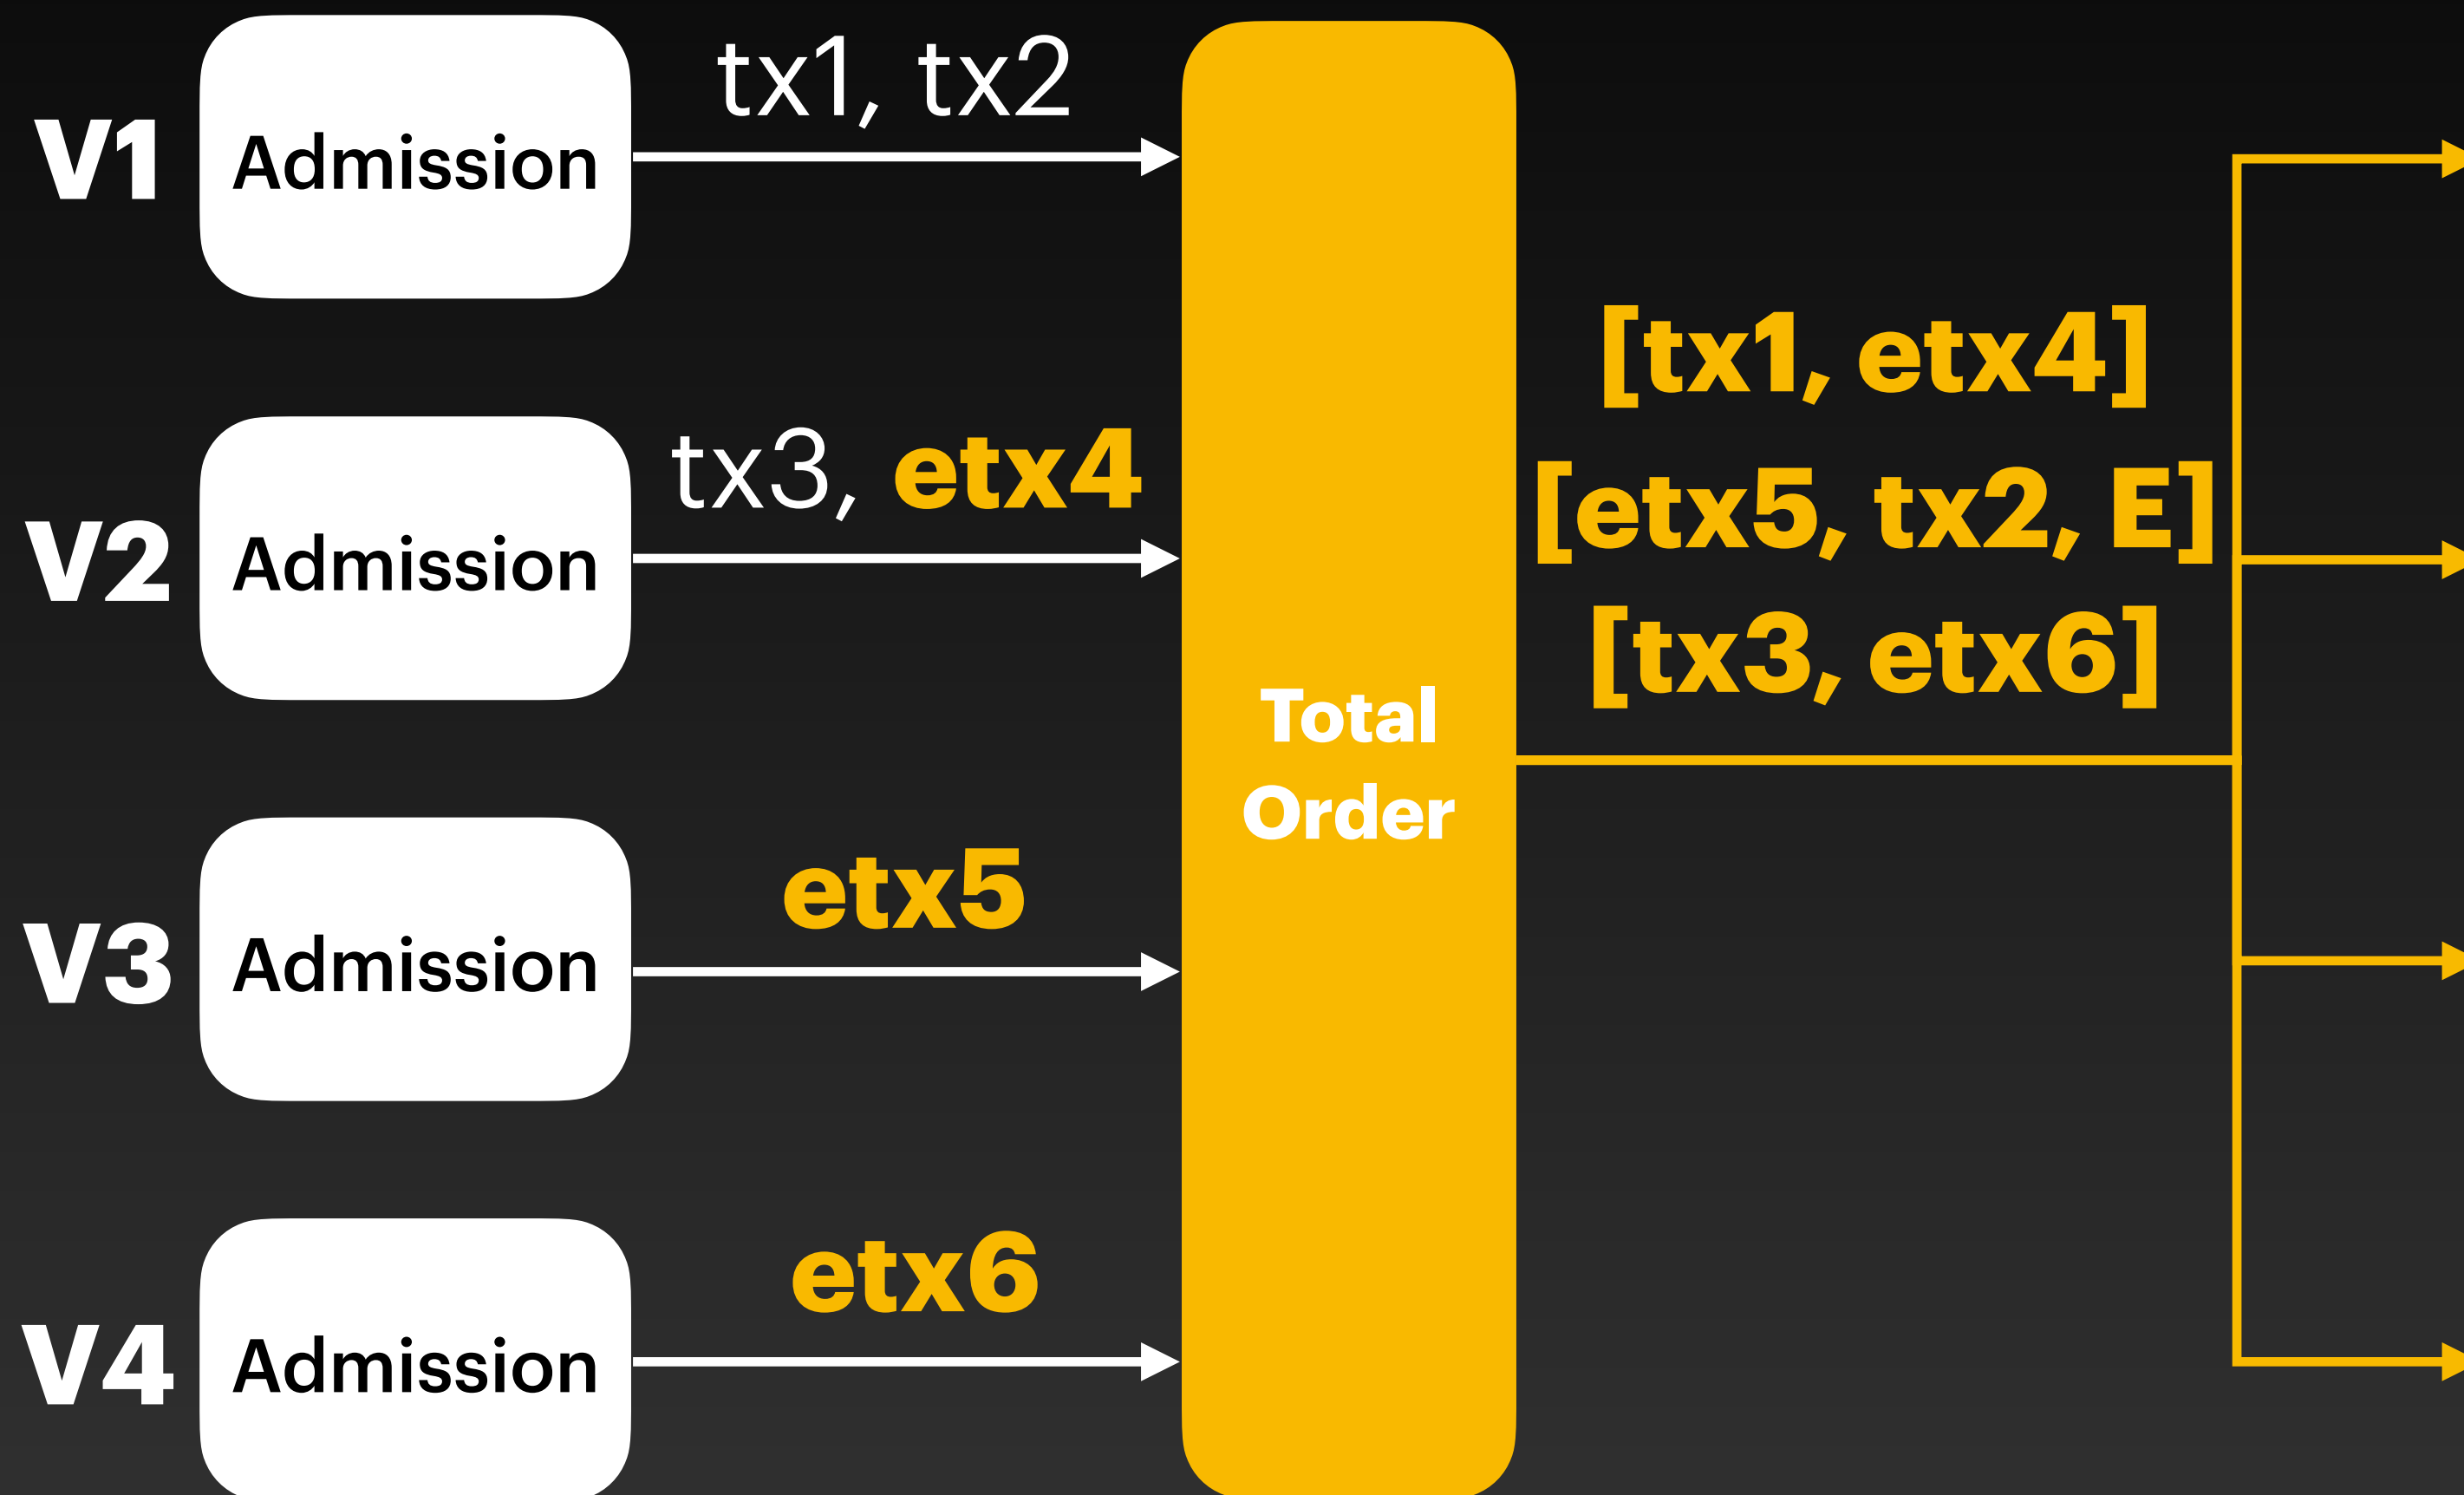 V1
Admission
tx1, tx2
V2
Admission
tx3, etx4
V3
Admission
etx5
V4
Admission
etx6
Total
Order
[tx1, etx4]
[etx5, tx2, E]
[tx3, etx6]